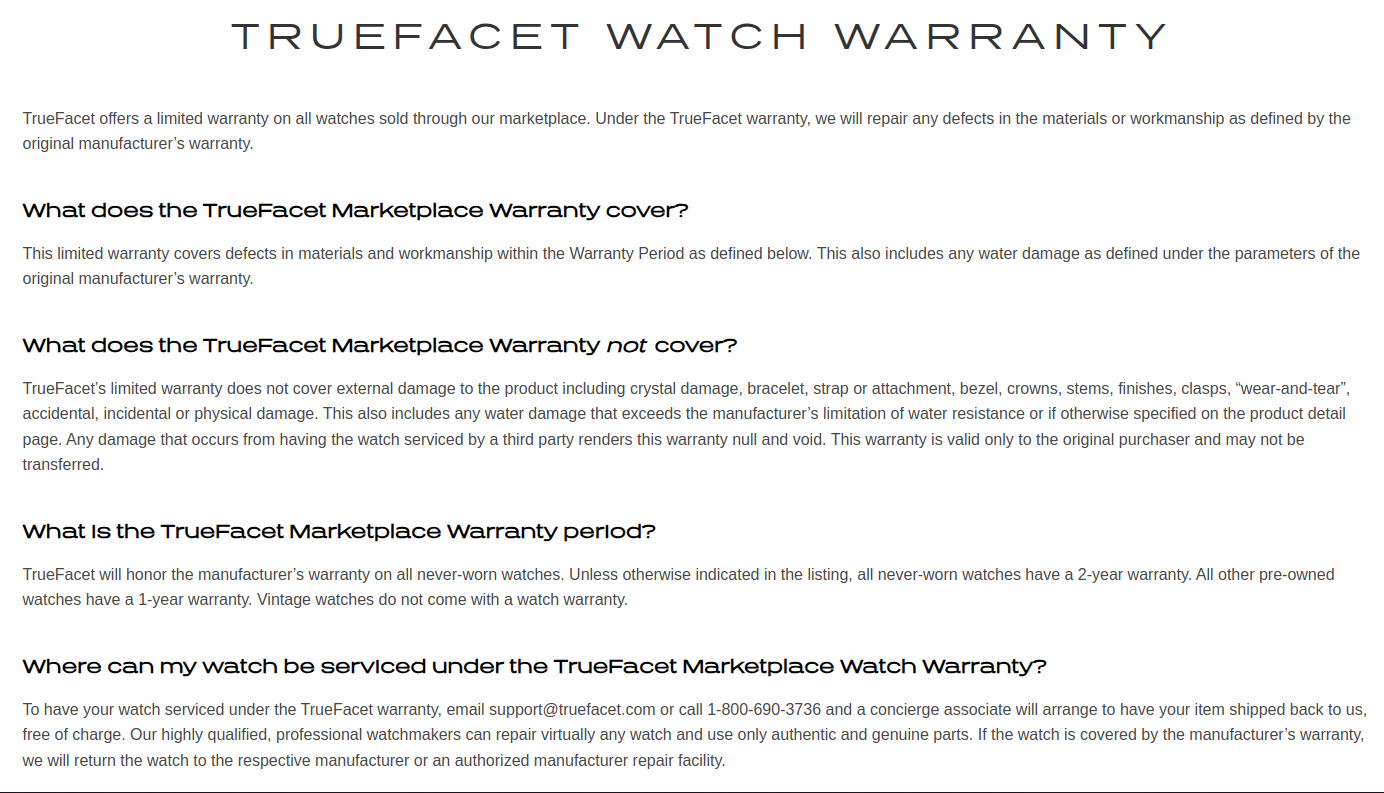 TRUEFACET WATCH WARRANTY
TrueFacet offers a limited warranty on all watches sold through our marketplace. Under the TrueFacet warranty, we will repair any defects in the materials or workmanship as defined by the
original manufacturer’s warranty.
What does the TrueFacet Marketplace Warranty cover?
This limited warranty covers defects in materials and workmanship within the Warranty Period as defined below. This also includes any water damage as defined under the parameters of the
original manufacturer’s warranty.
What does the TrueFacet Marketplace Warranty not cover?
TrueFacet’s limited warranty does not cover external damage to the product including crystal damage, bracelet, strap or attachment, bezel, crowns, stems, finishes, clasps, “wear-and-tear”,
accidental, incidental or physical damage. This also includes any water damage that exceeds the manufacturer’s limitation of water resistance or if otherwise specified on the product detail
page. Any damage that occurs from having the watch serviced by a third party renders this warranty null and void. This warranty is valid only to the original purchaser and may not be
transferred.
What is the TrueFacet Marketplace Warranty period?
TrueFacet will honor the manufacturer’s warranty on all never-worn watches. Unless otherwise indicated in the listing, all never-worn watches have a 2-year warranty. All other pre-owned
watches have a 1-year warranty. Vintage watches do not come with a watch warranty.
Where can my watch be serviced under the TrueFacet Marketplace Watch Warranty?
To have your watch serviced under the TrueFacet warranty, email support@truefacet.com or call 1-800-690-3736 and a concierge associate will arrange to have your item shipped back to us,
free of charge. Our highly qualified, professional watchmakers can repair virtually any watch and use only authentic and genuine parts. If the watch is covered by the manufacturer’s warranty,
we will return the watch to the respective manufacturer or an authorized manufacturer repair facility.